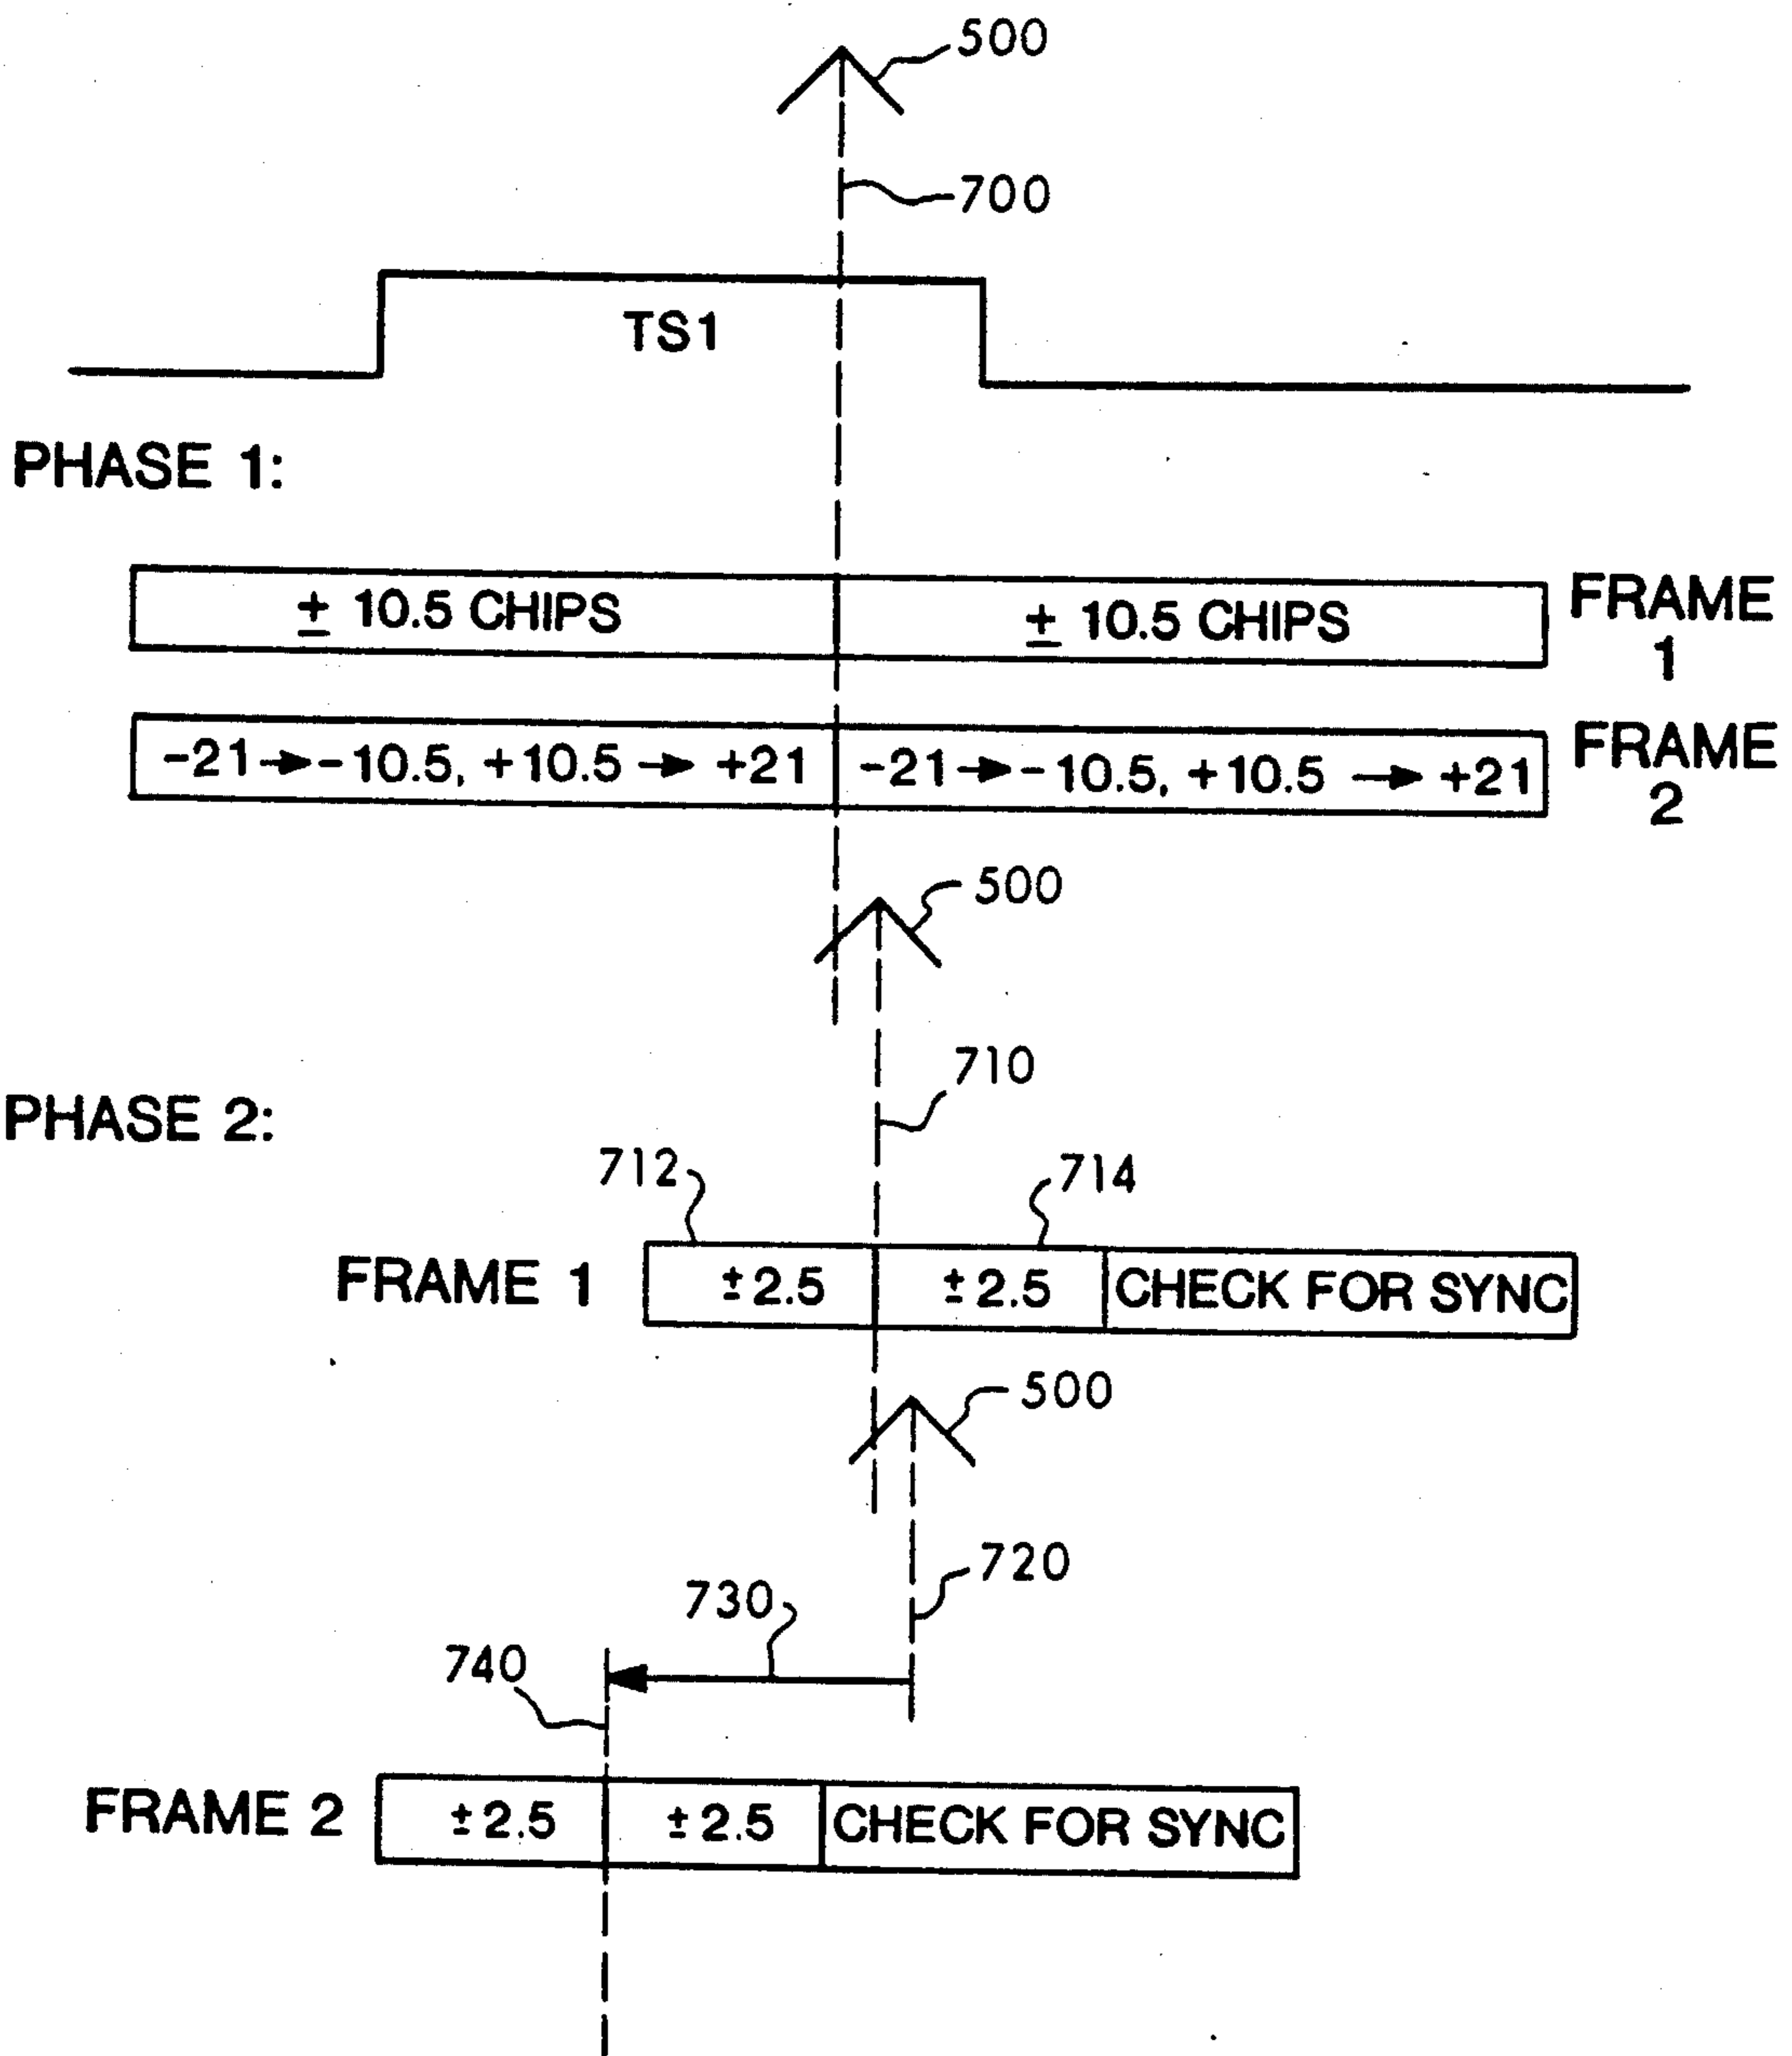 500
700
TS1
PHASE 1:
± 10.5 CHIPS ± 10.5 CHIPS FRAME 1
-21→-10.5, +10.5 → +21 -21→-10.5, +10.5 → +21 FRAME 2
500
710
PHASE 2:
712 714
FRAME 1 ±2.5 ±2.5 CHECK FOR SYNC
500
720
730
740
FRAME 2 ±2.5 ±2.5 CHECK FOR SYNC